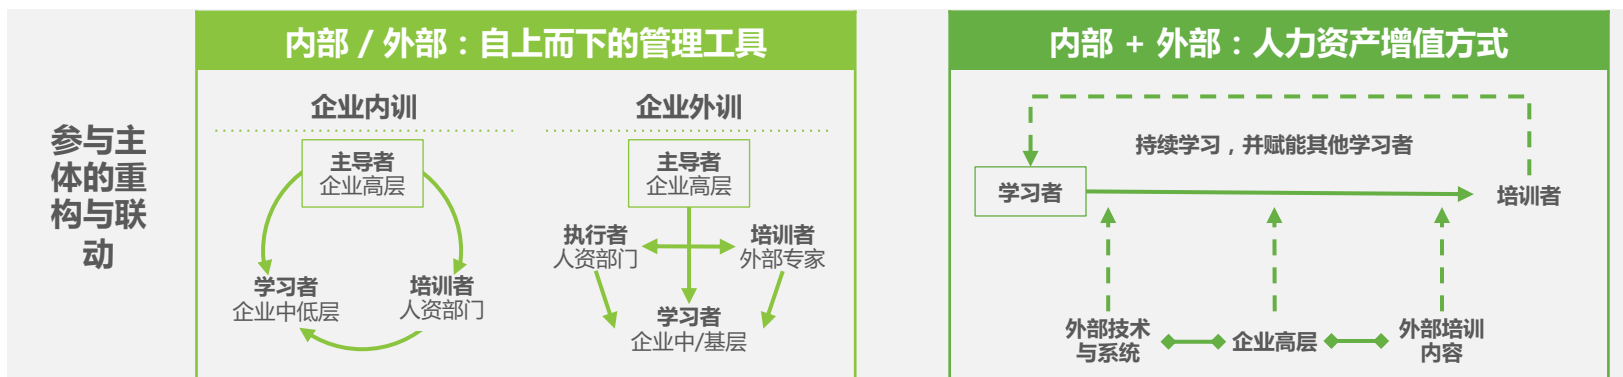 参与主
体的重
构与联
动
内部 / 外部：自上而下的管理工具
企业内训
主导者
企业高层
学习者
企业中低层
培训者
人资部门
企业外训
主导者
企业高层
执行者
人资部门
培训者
外部专家
学习者
企业中/基层
内部 + 外部：人力资产增值方式
持续学习，并赋能其他学习者
学习者
培训者
外部技术
与系统
企业高层
外部培训
内容